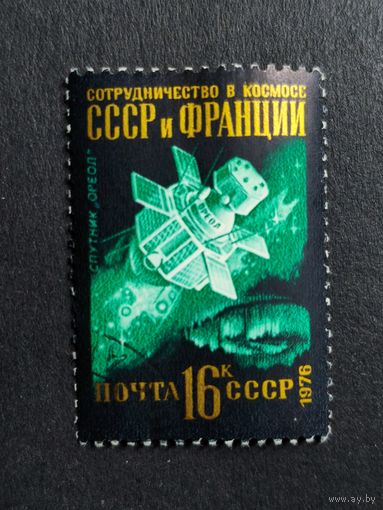 СОТРУДНИЧЕСТВО В КОСМОСЕ
СССР и ФРАНЦИИ
СПУТНИК „ОРЕОЛ"
ОРЕОЛ
ПОЧТА 16к СССР
1976
www.ay.by